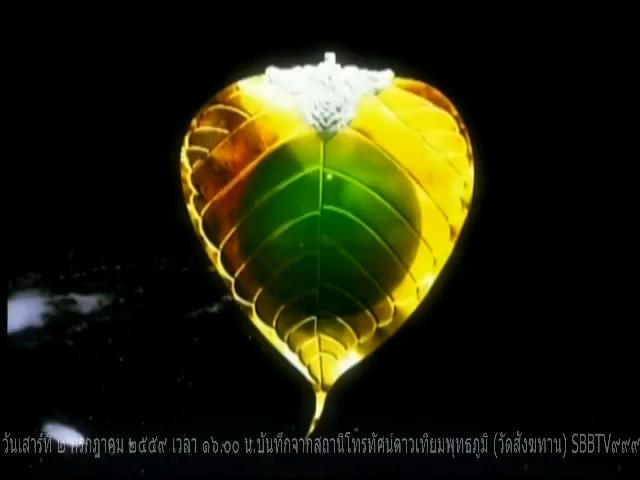 วันเสาร์ที่ ๒ กรกฎาคม ๒๕๕๙ เวลา ๑๖.๐๐ น.บันทึกจากสถานีโทรทัศน์ดาวเทียมพุทธภูมิ (วัดสังฆทาน) SBBTV๙๙๙